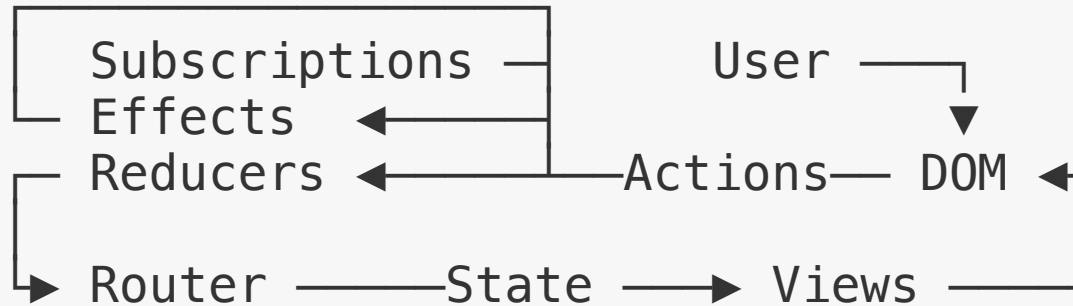 Subscriptions User
Effects
Reducers Actions DOM
Router State Views